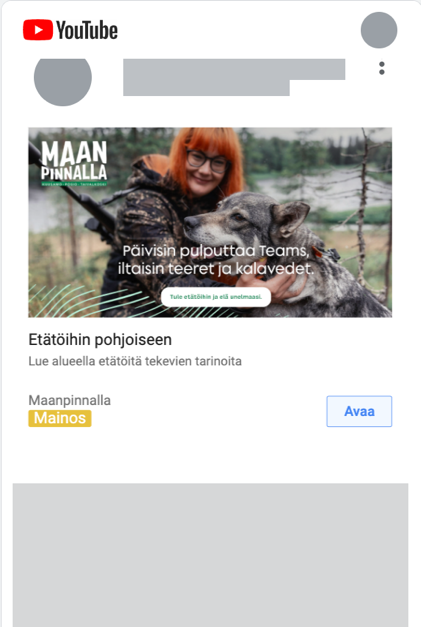 YouTube
MAAN
PINNALLA
Päivisin pulputtaa Teams,
iltaisin teeret ja kalavedet.
Tule etätöihin ja elä unelmaasi.
Etätöihin pohjoiseen
Lue alueella etätöitä tekevien tarinoita
Maanpinnalla
Mainos
Avaa